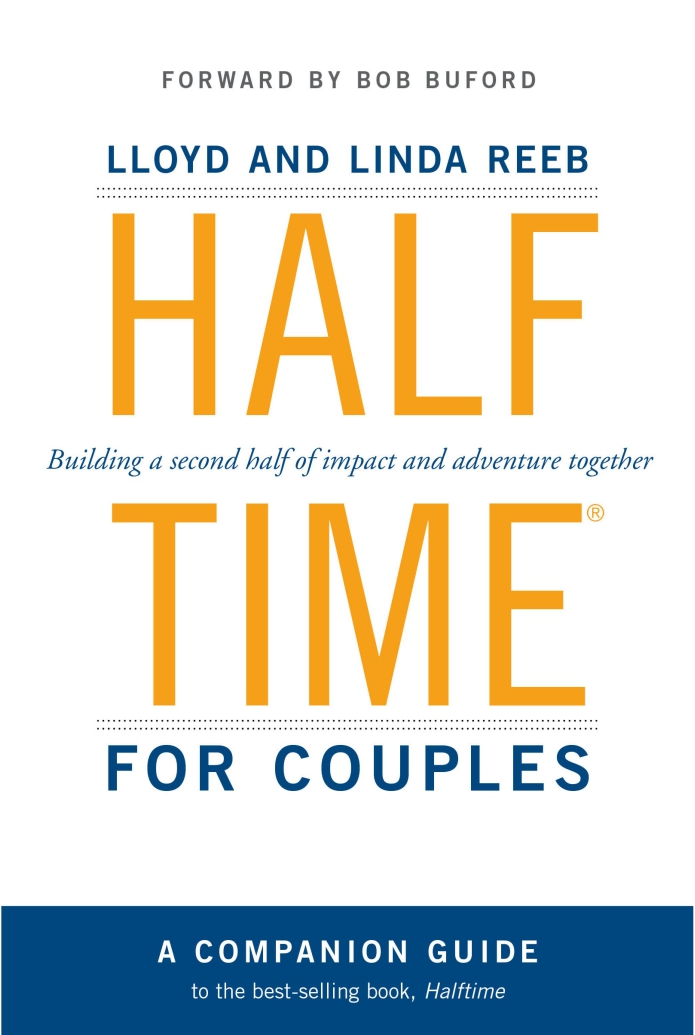 FORWARD BY BOB BUFORD
LLOYD AND LINDA REEB
HALF
Building a second half of impact and adventure together
TIME®
FOR COUPLES
A COMPANION GUIDE
to the best-selling book, Halftime